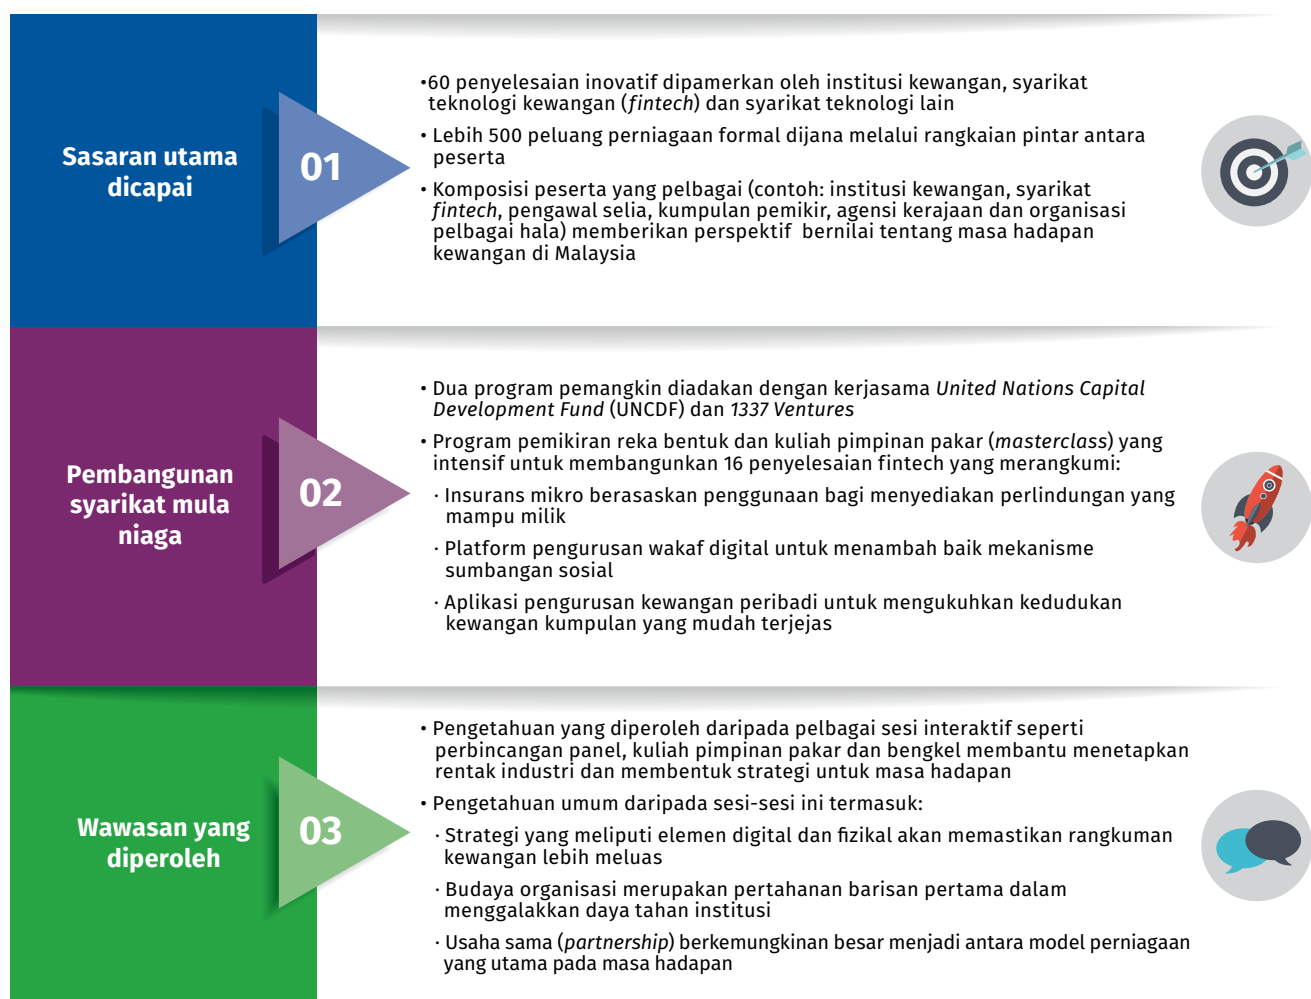 Sasaran utama
dicapai
01
•60 penyelesaian inovatif dipamerkan oleh institusi kewangan, syarikat
teknologi kewangan (fintech) dan syarikat teknologi lain
• Lebih 500 peluang perniagaan formal dijana melalui rangkaian pintar antara
peserta
• Komposisi peserta yang pelbagai (contoh: institusi kewangan, syarikat
fintech, pengawal selia, kumpulan pemikir, agensi kerajaan dan organisasi
pelbagai hala) memberikan perspektif bernilai tentang masa hadapan
kewangan di Malaysia
Pembangunan
syarikat mula
niaga
02
• Dua program pemangkin diadakan dengan kerjasama United Nations Capital
Development Fund (UNCDF) dan 1337 Ventures
• Program pemikiran reka bentuk dan kuliah pimpinan pakar (masterclass) yang
intensif untuk membangunkan 16 penyelesaian fintech yang merangkumi:
· Insurans mikro berasaskan penggunaan bagi menyediakan perlindungan yang
mampu milik
· Platform pengurusan wakaf digital untuk menambah baik mekanisme
sumbangan sosial
· Aplikasi pengurusan kewangan peribadi untuk mengukuhkan kedudukan
kewangan kumpulan yang mudah terjejas
Wawasan yang
diperoleh
03
• Pengetahuan yang diperoleh daripada pelbagai sesi interaktif seperti
perbincangan panel, kuliah pimpinan pakar dan bengkel membantu menetapkan
rentak industri dan membentuk strategi untuk masa hadapan
• Pengetahuan umum daripada sesi-sesi ini termasuk:
· Strategi yang meliputi elemen digital dan fizikal akan memastikan rangkuman
kewangan lebih meluas
· Budaya organisasi merupakan pertahanan barisan pertama dalam
menggalakkan daya tahan institusi
· Usaha sama (partnership) berkemungkinan besar menjadi antara model perniagaan
yang utama pada masa hadapan